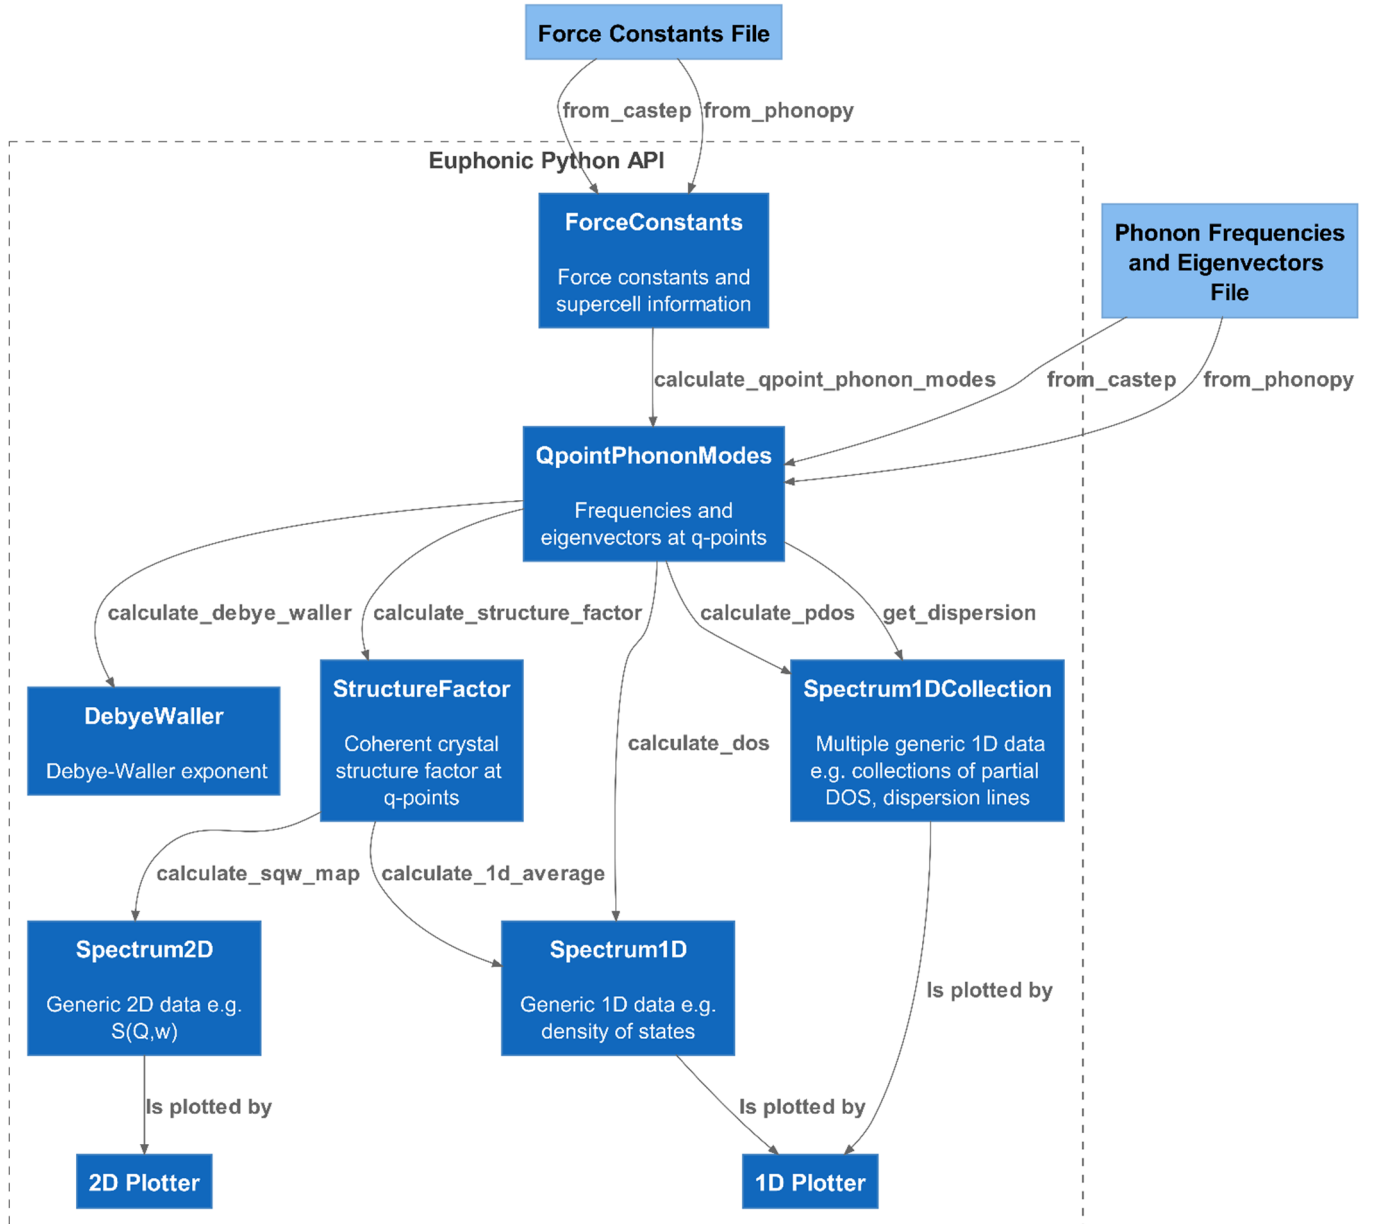 Force Constants File
from_castep
from_phonopy
Euphonic Python API
ForceConstants
Force constants and
supercell information
Phonon Frequencies
and Eigenvectors
File
calculate_qpoint_phonon_modes
from_castep
from_phonopy
QpointPhononModes
Frequencies and
eigenvectors at q-points
calculate_debye_waller
calculate_structure_factor
calculate_pdos
get_dispersion
DebyeWaller
Debye-Waller exponent
StructureFactor
Coherent crystal
structure factor at
q-points
calculate_dos
Spectrum1DCollection
Multiple generic 1D data
e.g. collections of partial
DOS, dispersion lines
calculate_sqw_map
calculate_1d_average
Spectrum2D
Generic 2D data e.g.
S(Q,w)
Spectrum1D
Generic 1D data e.g.
density of states
Is plotted by
Is plotted by
Is plotted by
2D Plotter
1D Plotter